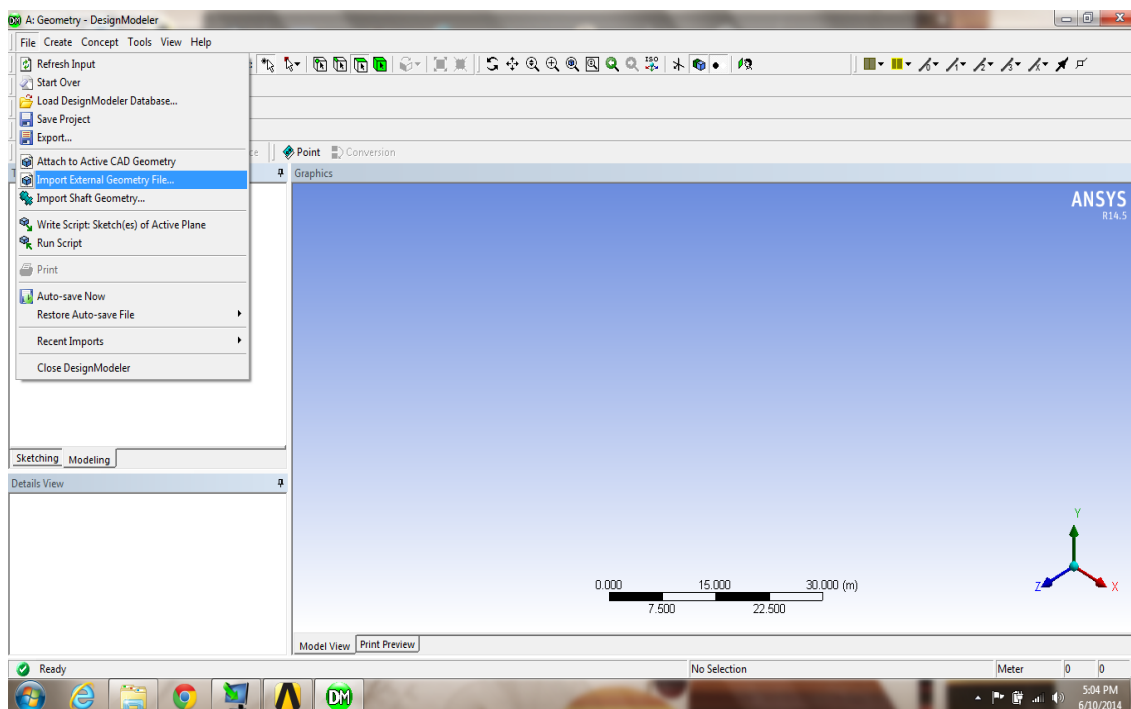 DM A: Geometry - DesignModeler
File Create Concept Tools View Help
Refresh Input
Start Over
Load DesignModeler Database...
Save Project
Export...
Attach to Active CAD Geometry
Import External Geometry File...
Import Shaft Geometry...
Write Script: Sketch(es) of Active Plane
Run Script
Print
Auto-save Now
Restore Auto-save File
Recent Imports
Close DesignModeler
ISO
Point Conversion
Graphics
ANSYS
R14.5
Sketching Modeling
Details View
Y
Z X
0.000 15.000 30.000 (m)
7.500 22.500
Model View Print Preview
Ready No Selection Meter 0 0
DM
5:04 PM
6/10/2014